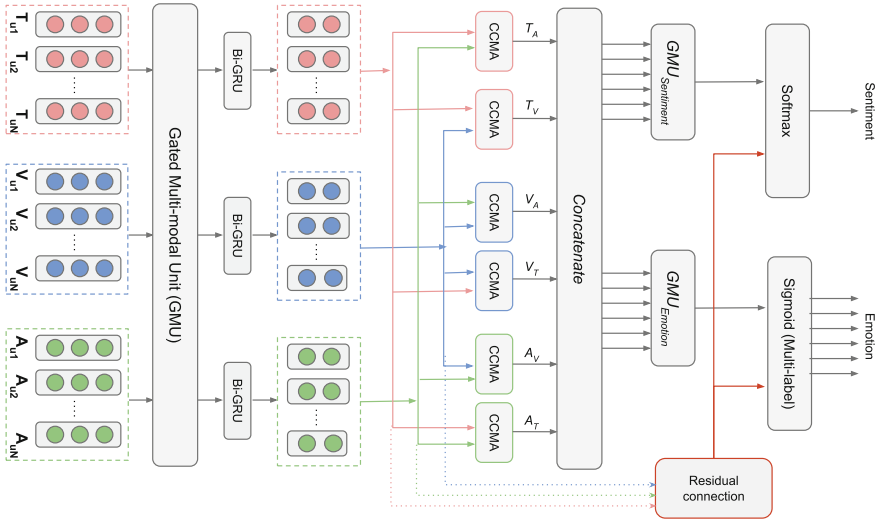 T u1
T u2
T uN
V u1
V u2
V uN
A u1
A u2
A uN
Gated Multi-modal Unit (GMU)
Bi-GRU
Bi-GRU
Bi-GRU
CCMA
CCMA
CCMA
CCMA
CCMA
CCMA
T A
T V
V A
V T
A V
A T
Concatenate
GMU Sentiment
GMU Emotion
Softmax
Sigmoid (Multi-label)
Residual
connection
Sentiment
Emotion